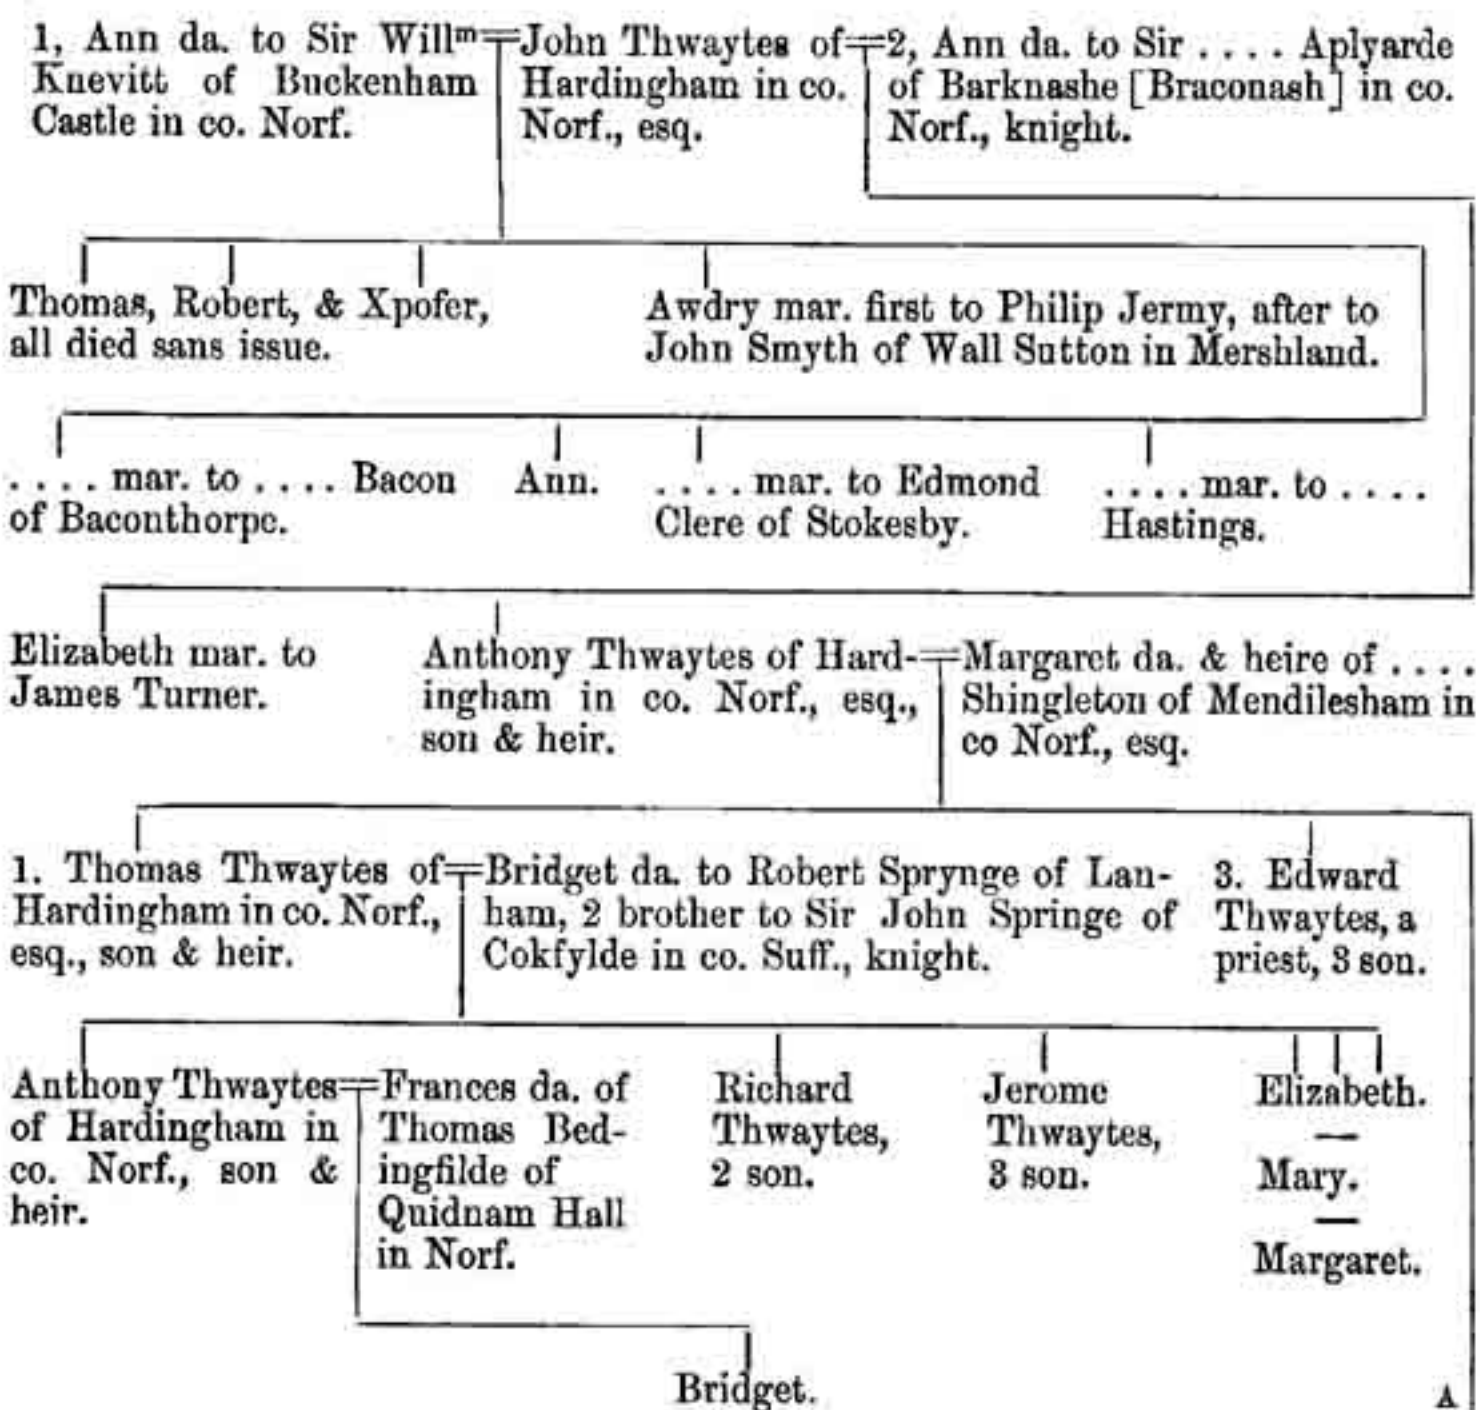 1, Ann da. to Sir Willᵐ
Knevitt of Buckenham
Castle in co. Norf.
John Thwaytes of
Hardingham in co.
Norf., esq.
2, Ann da. to Sir .... Aplyarde
of Barknashe [Braconash] in co.
Norf., knight.
Thomas, Robert, & Xpofer,
all died sans issue.
Awdry mar. first to Philip Jermy, after to
John Smyth of Wall Sutton in Mershland.
.... mar. to .... Bacon
of Baconthorpe.
Ann.
.... mar. to Edmond
Clere of Stokesby.
.... mar. to ....
Hastings.
Elizabeth mar. to
James Turner.
Anthony Thwaytes of Hard-
ingham in co. Norf., esq.,
son & heir.
Margaret da. & heire of ....
Shingleton of Mendilesham in
co Norf., esq.
1. Thomas Thwaytes of
Hardingham in co. Norf.,
esq., son & heir.
Bridget da. to Robert Sprynge of Lan-
ham, 2 brother to Sir John Springe of
Cokfylde in co. Suff., knight.
3. Edward
Thwaytes, a
priest, 3 son.
Anthony Thwaytes
of Hardingham in
co. Norf., son &
heir.
Frances da. of
Thomas Bed-
ingfilde of
Quidnam Hall
in Norf.
Richard
Thwaytes,
2 son.
Jerome
Thwaytes,
3 son.
Elizabeth.
—
Mary.
—
Margaret.
Bridget.
A